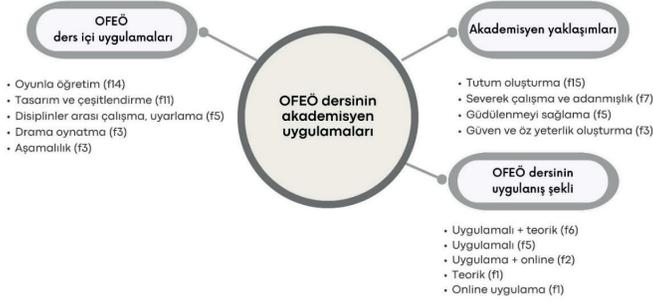 OFEÖ
ders içi uygulamaları
• Oyunla öğretim (f14)
• Tasarım ve çeşitlendirme (f11)
• Disiplinler arası çalışma, uyarlama (f5)
• Drama oynatma (f3)
• Aşamalılık (f3)
OFEÖ dersinin
akademisyen
uygulamaları
Akademisyen yaklaşımları
• Tutum oluşturma (f15)
• Severek çalışma ve adanmışlık (f7)
• Güdülenmeyi sağlama (f5)
• Güven ve öz yeterlik oluşturma (f3)
OFEÖ dersinin
uygulanış şekli
• Uygulamalı + teorik (f6)
• Uygulamalı (f5)
• Uygulama + online (f2)
• Teorik (f1)
• Online uygulama (f1)